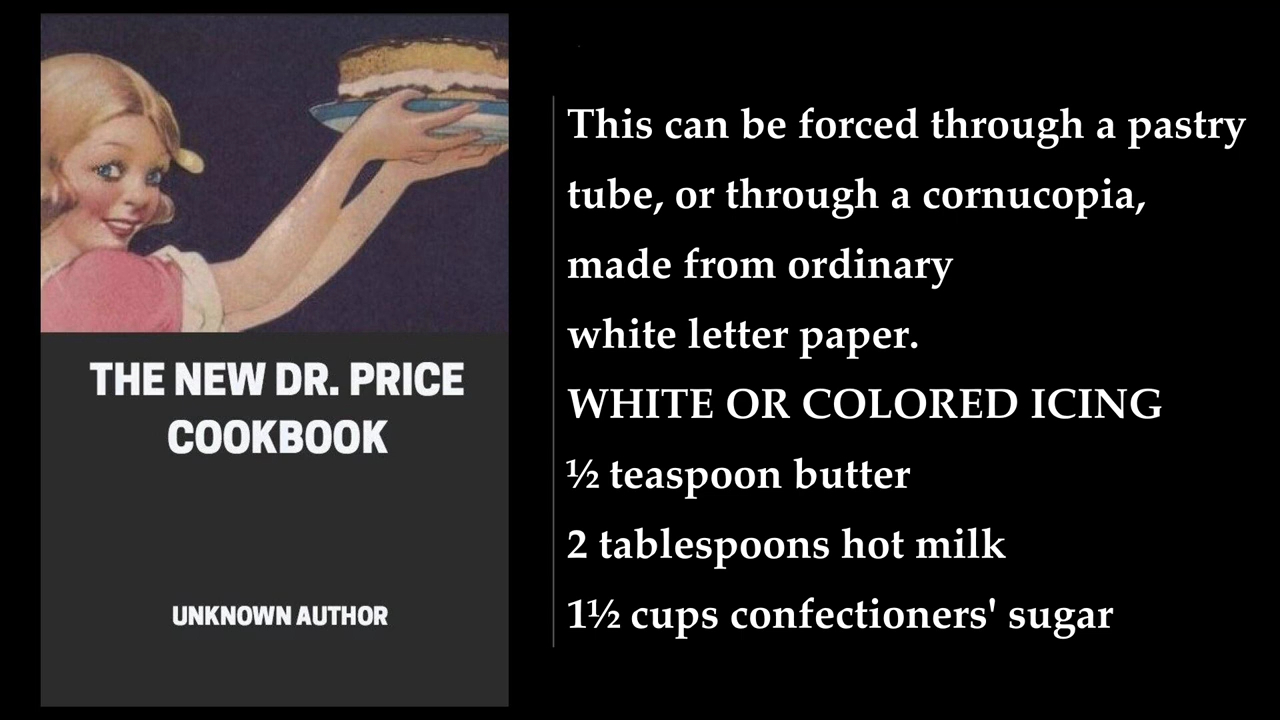 THE NEW DR. PRICE
COOKBOOK
UNKNOWN AUTHOR
This can be forced through a pastry
tube, or through a cornucopia,
made from ordinary
white letter paper.
WHITE OR COLORED ICING
½ teaspoon butter
2 tablespoons hot milk
1½ cups confectioners' sugar